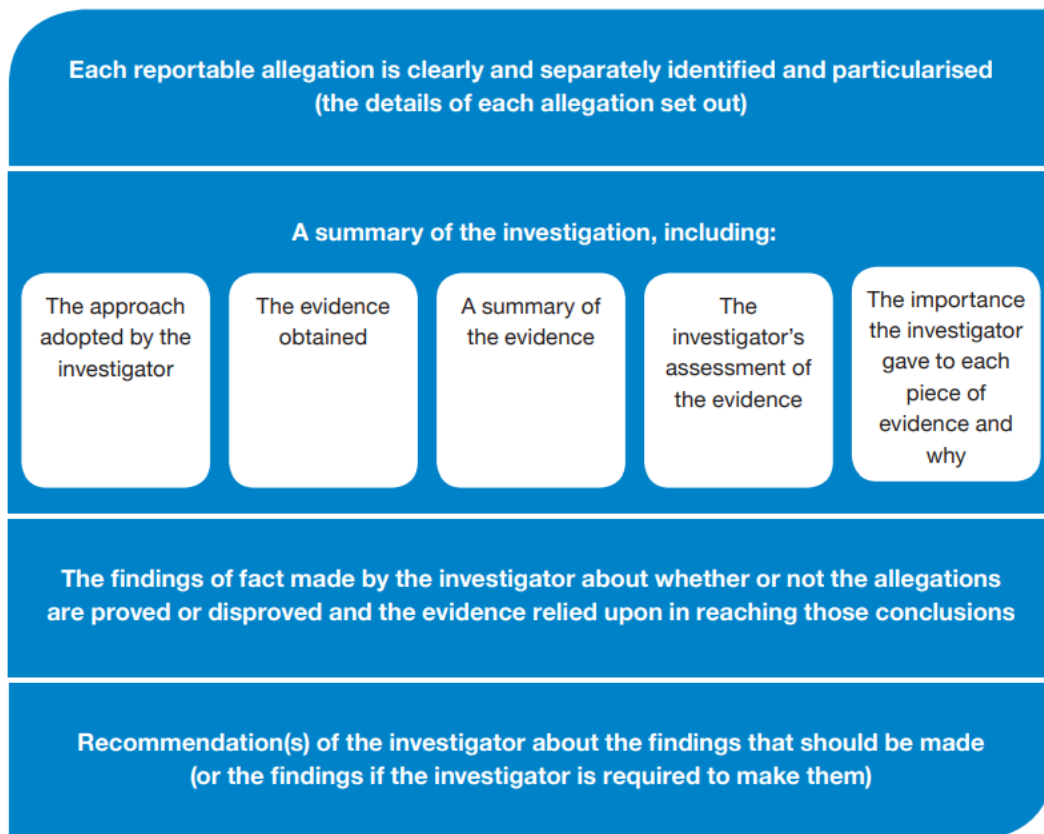 Each reportable allegation is clearly and separately identified and particularised
(the details of each allegation set out)
A summary of the investigation, including:
The approach
adopted by the
investigator
The evidence
obtained
A summary of
the evidence
The
investigator’s
assessment of
the evidence
The importance
the investigator
gave to each
piece of
evidence and
why
The findings of fact made by the investigator about whether or not the allegations
are proved or disproved and the evidence relied upon in reaching those conclusions
Recommendation(s) of the investigator about the findings that should be made
(or the findings if the investigator is required to make them)